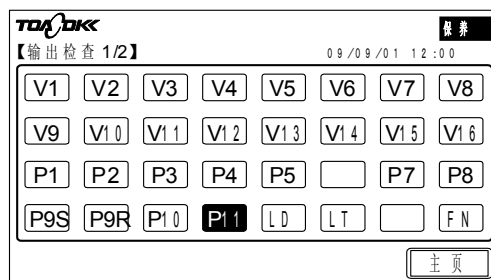 TOADKK 保养
【输出检查 1/2】 09/09/01 12:00
V1 V2 V3 V4 V5 V6 V7 V8
V9 V10 V11 V12 V13 V14 V15 V16
P1 P2 P3 P4 P5 P7 P8
P9S P9R P10 P11 LD LT FN
主页